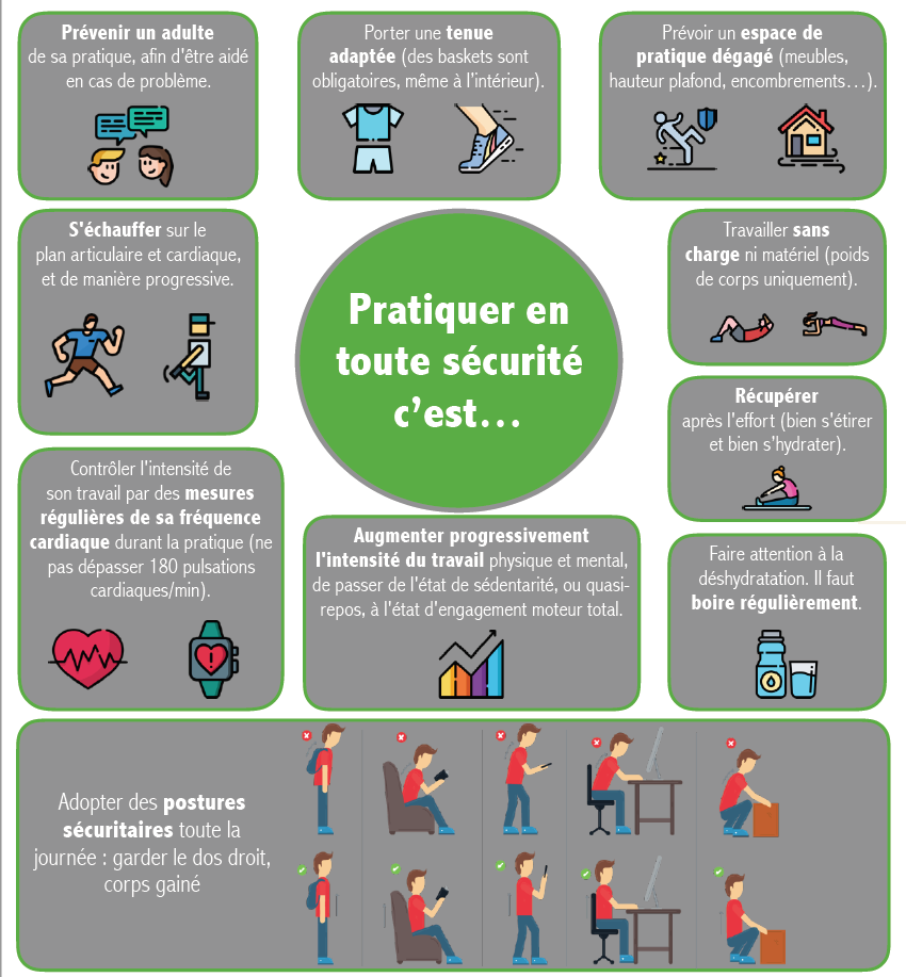 Prévenir un adulte
de sa pratique, afin d'être aidé
en cas de problème.
Porter une tenue
adaptée (des baskets sont
obligatoires, même à l'intérieur).
Prévoir un espace de
pratique dégagé (meubles,
hauteur plafond, encombrements…).
S'échauffer sur le
plan articulaire et cardiaque,
et de manière progressive.
Pratiquer en
toute sécurité
c'est…
Travailler sans
charge ni matériel (poids
de corps uniquement).
Récupérer
après l'effort (bien s'étirer
et bien s'hydrater).
Contrôler l'intensité de
son travail par des mesures
régulières de sa fréquence
cardiaque durant la pratique (ne
pas dépasser 180 pulsations
cardiaques/min).
Augmenter progressivement
l'intensité du travail physique et mental,
de passer de l'état de sédentarité, ou quasi-
repos, à l'état d'engagement moteur total.
Faire attention à la
déshydratation. Il faut
boire régulièrement.
Adopter des postures
sécuritaires toute la
journée : garder le dos droit,
corps gainé